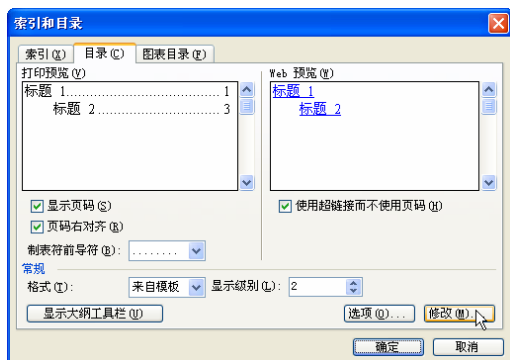 索引和目录
索引(X) 目录(C) 图表目录(F)
打印预览(V) Web 预览(W)
标题 1........................................ 1 标题 1
标题 2................................ 3 标题 2
显示页码(S) 使用超链接而不使用页码(H)
页码右对齐(R)
制表符前导符(B): ........
常规
格式(T): 来自模板 显示级别(L): 2
显示大纲工具栏(U) 选项(O)... 修改(M)...
确定 取消